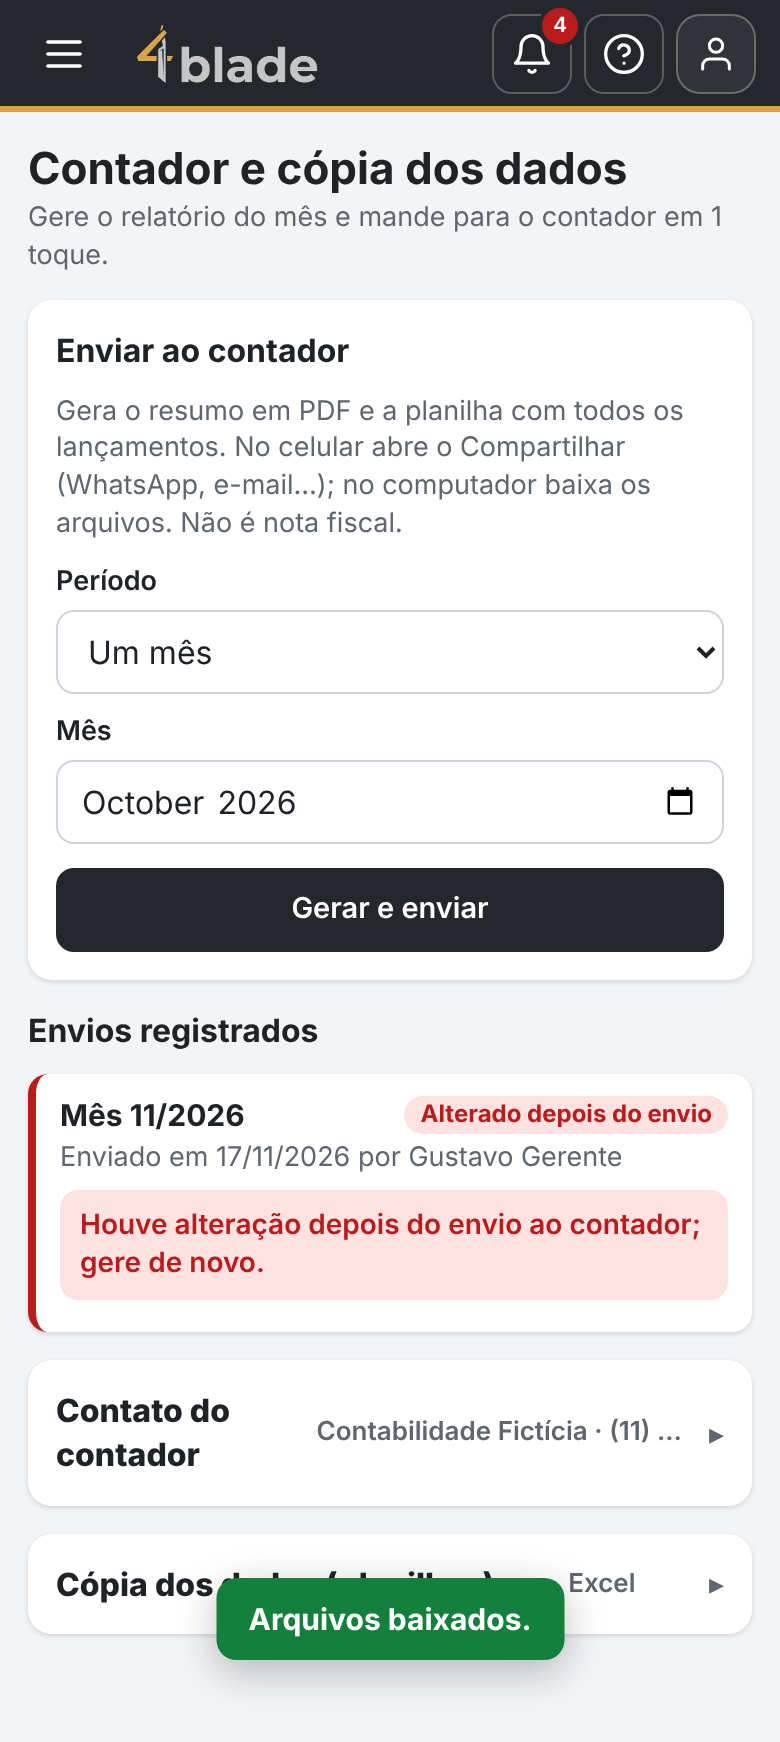 4blade
4
Contador e cópia dos dados
Gere o relatório do mês e mande para o contador em 1
toque.
Enviar ao contador
Gera o resumo em PDF e a planilha com todos os
lançamentos. No celular abre o Compartilhar
(WhatsApp, e-mail...); no computador baixa os
arquivos. Não é nota fiscal.
Período
Um mês
Mês
October 2026
Gerar e enviar
Envios registrados
Mês 11/2026
Alterado depois do envio
Enviado em 17/11/2026 por Gustavo Gerente
Houve alteração depois do envio ao contador;
gere de novo.
Contato do
contador
Contabilidade Fictícia · (11) ...
Cópia dos
Excel
Arquivos baixados.